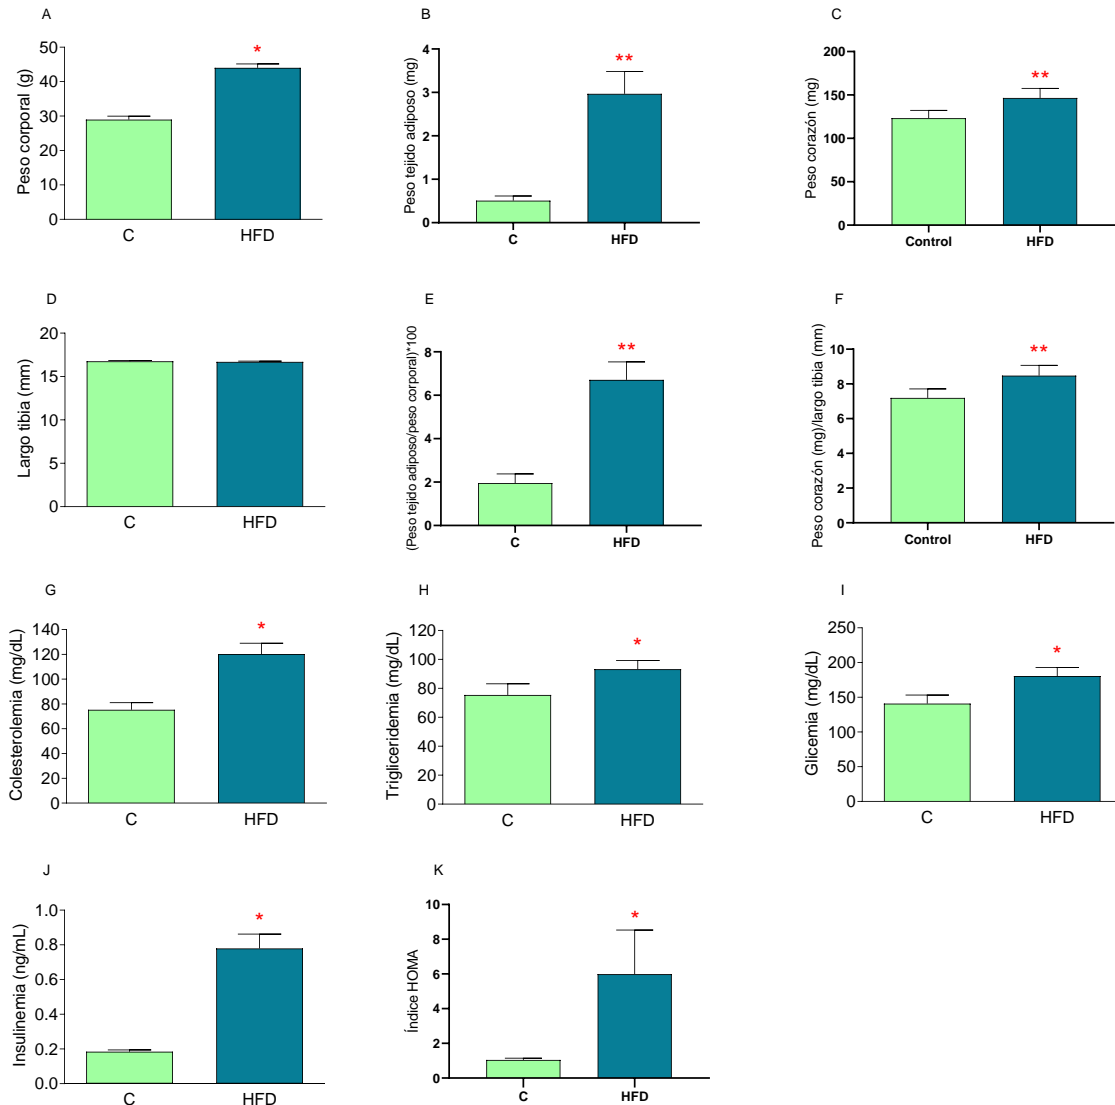 A
Peso corporal (g)
50
40
30
20
10
0
*
C
HFD
B
Peso tejido adiposo (mg)
4
3
2
1
0
**
C
HFD
C
Peso corazón
(mg)
200
150
100
50
0
**
Control
HFD
D
Largo tibia (mm)
20
15
10
5
0
C
HFD
E
(Peso tejido adiposo/peso corporal)*100
8
6
4
2
0
**
C
HFD
F
Peso corazón (mg)/largo tibia (mm)
10
8
6
4
2
0
**
Control
HFD
G
Colesterolemia (mg/dL)
140
120
100
80
60
40
20
0
*
C
HFD
H
Trigliceridemia (mg/dL)
120
100
80
60
40
20
0
*
C
HFD
I
Glicemia (mg/dL)
250
200
150
100
50
0
*
C
HFD
J
Insulinemia (ng/mL)
1.0
0.8
0.6
0.4
0.2
0.0
*
C
HFD
K
Índice HOMA
10
8
6
4
2
0
*
C
HFD